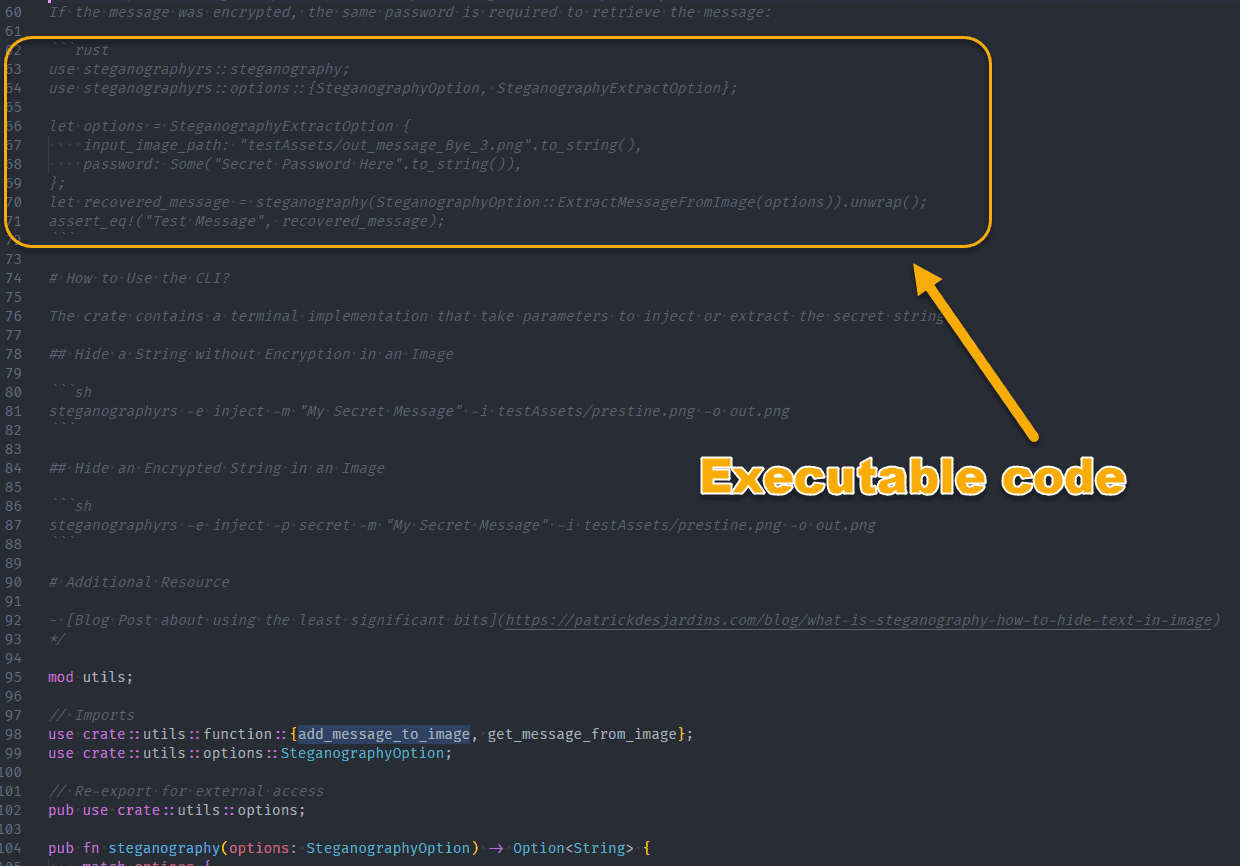 60 If the message was encrypted, the same password is required to retrieve the message:
61
62 ```rust
63 use steganographyrs::steganography;
64 use steganographyrs::options::{SteganographyOption, SteganographyExtractOption};
65
66 let options = SteganographyExtractOption {
67 ····input_image_path: "testAssets/out_message_Bye_3.png".to_string(),
68 ····password: Some("Secret Password Here".to_string()),
69 };
70 let recovered_message = steganography(SteganographyOption::ExtractMessageFromImage(options)).unwrap();
71 assert_eq!("Test Message", recovered_message);
72 ```
73
74 # How to Use the CLI?
75
76 The crate contains a terminal implementation that take parameters to inject or extract the secret string
77
78 ## Hide a String without Encryption in an Image
79
80 ```sh
81 steganographyrs -e inject -m "My Secret Message" -i testAssets/prestine.png -o out.png
82 ```
83
84 ## Hide an Encrypted String in an Image
Executable code
85
86 ```sh
87 steganographyrs -e inject -p secret -m "My Secret Message" -i testAssets/prestine.png -o out.png
88 ```
89
90 # Additional Resource
91
92 - [Blog Post about using the least significant bits](https://patrickdesjardins.com/blog/what-is-steganography-how-to-hide-text-in-image)
93 */
94
95 mod utils;
96
97 // Imports
98 use crate::utils::function::{add_message_to_image, get_message_from_image};
99 use crate::utils::options::SteganographyOption;
100
101 // Re-export for external access
102 pub use crate::utils::options;
103
104 pub fn steganography(options: SteganographyOption) → Option<String> {
105 match options {